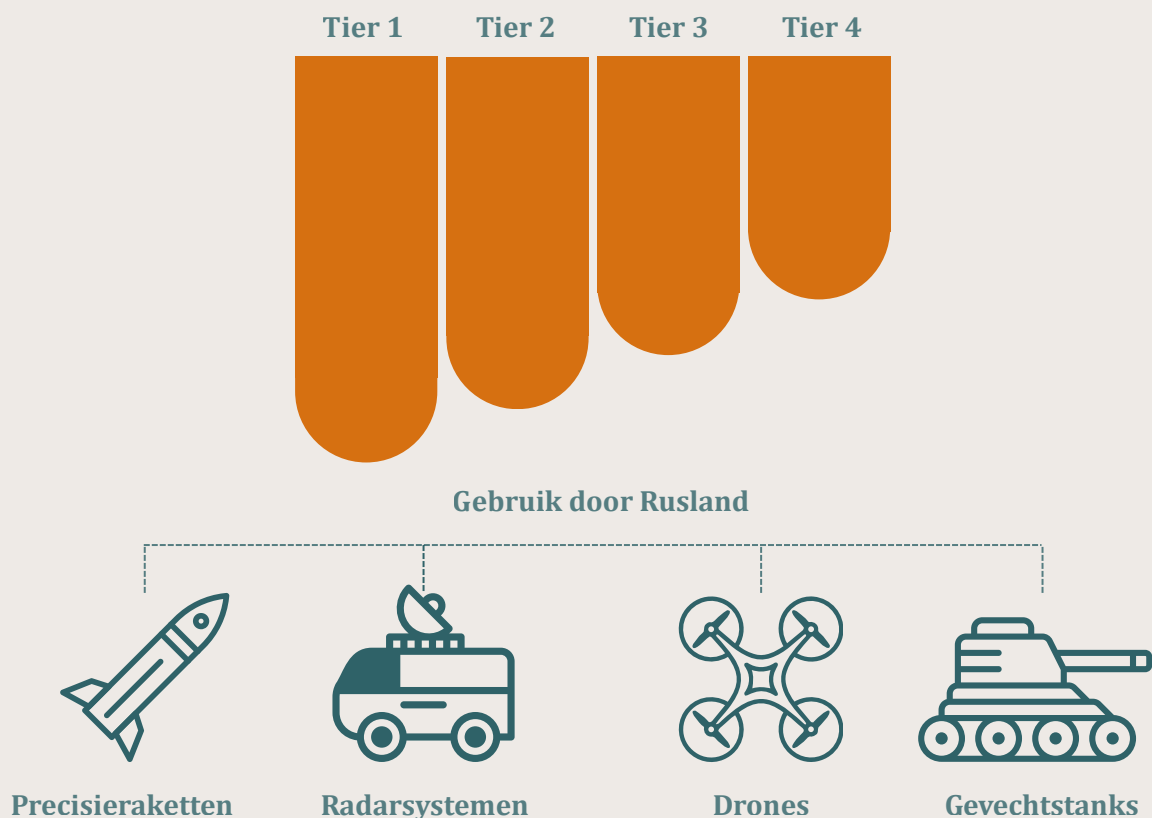 Tier 1 Tier 2 Tier 3 Tier 4
Gebruik door Rusland
Precisieraketten Radarsystemen Drones Gevechtstanks